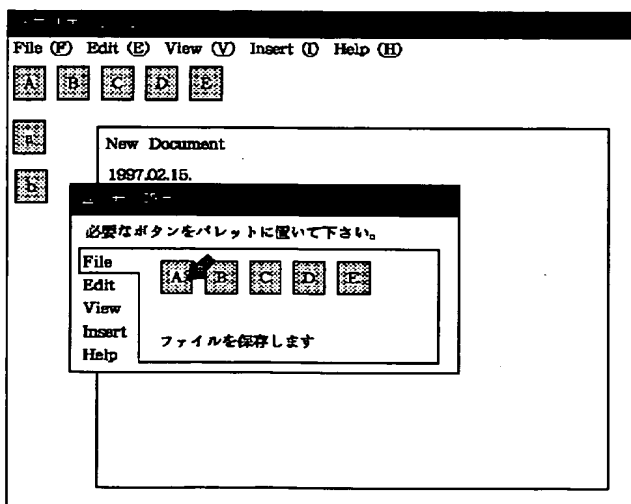 File (F) Edit (E) View (V) Insert (I) Help (H)
A B C D E
a
New Document
b
1997.02.15.
必要なボタンをパレットに置いて下さい。
File
A B C D E
Edit
View
Insert
ファイルを保存します
Help